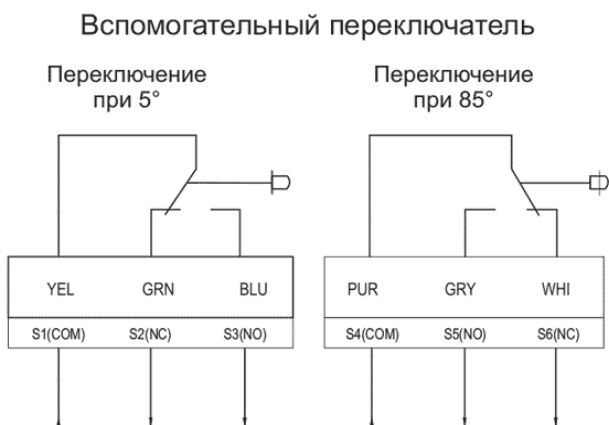 Вспомогательный переключатель
Переключение
при 5°
Переключение
при 85°
YEL GRN BLU
S1(COM) S2(NC) S3(NO)
PUR GRY WHI
S4(COM) S5(NO) S6(NC)